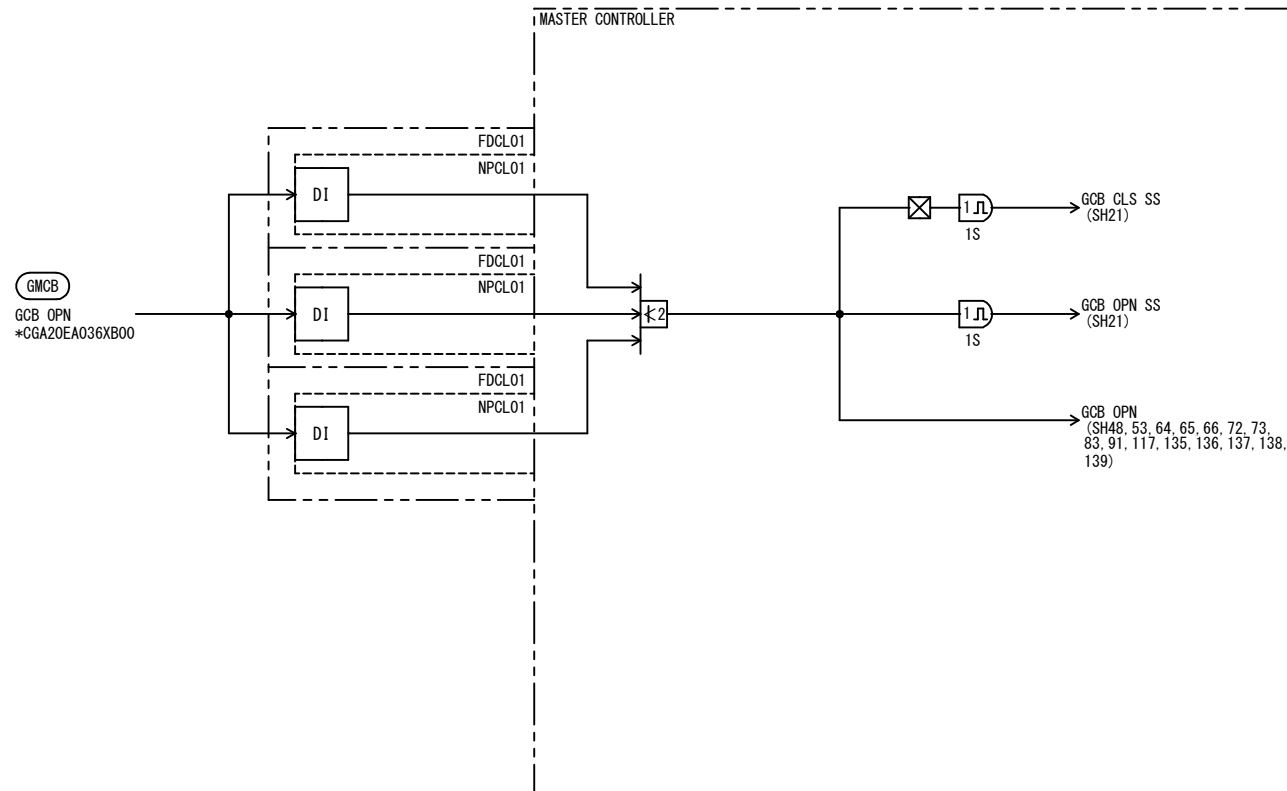 MASTER CONTROLLER
FDCL01
NPCL01
DI
FDCL01
NPCL01
DI
FDCL01
NPCL01
DI
GMCB
GCB OPN
*CGA20EA036XB00
2
1
1S
GCB CLS SS
(SH21)
1
1S
GCB OPN SS
(SH21)
GCB OPN
(SH48, 53, 64, 65, 66, 72, 73,
83, 91, 117, 135, 136, 137, 138,
139)